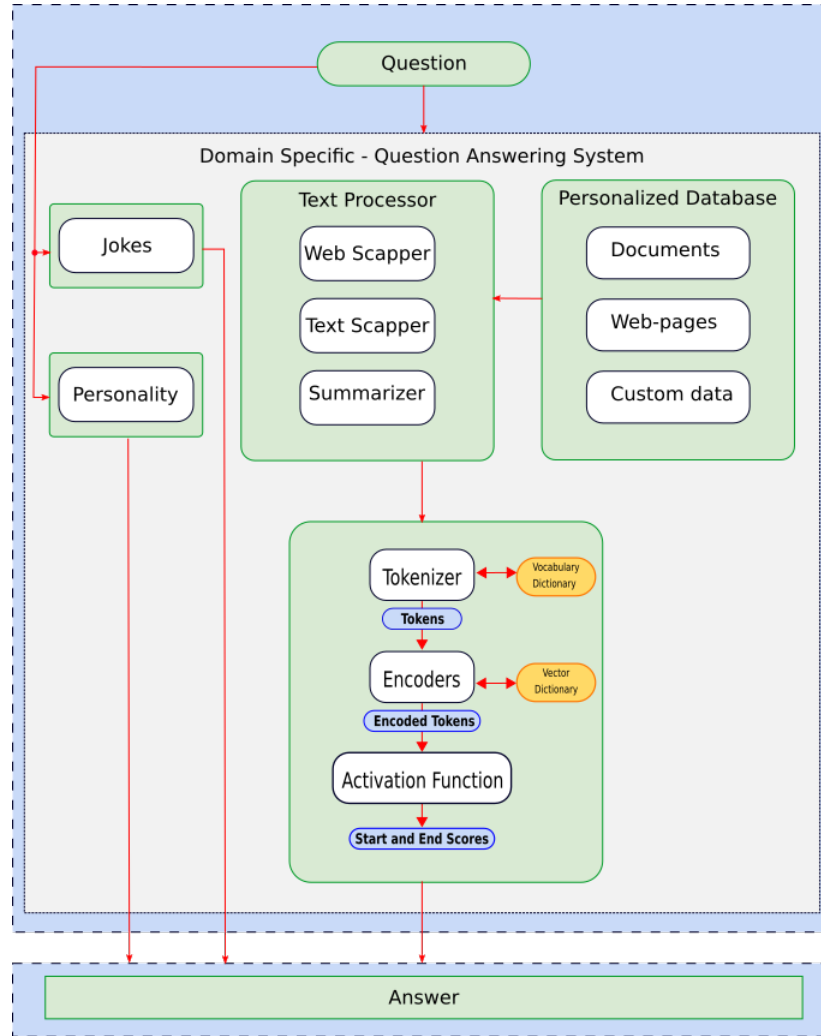 Question
Domain Specific - Question Answering System
Jokes
Personality
Text Processor
Web Scapper
Text Scapper
Summarizer
Personalized Database
Documents
Web-pages
Custom data
Tokenizer
Vocabulary
Dictionary
Tokens
Encoders
Vector
Dictionary
Encoded Tokens
Activation Function
Start and End Scores
Answer